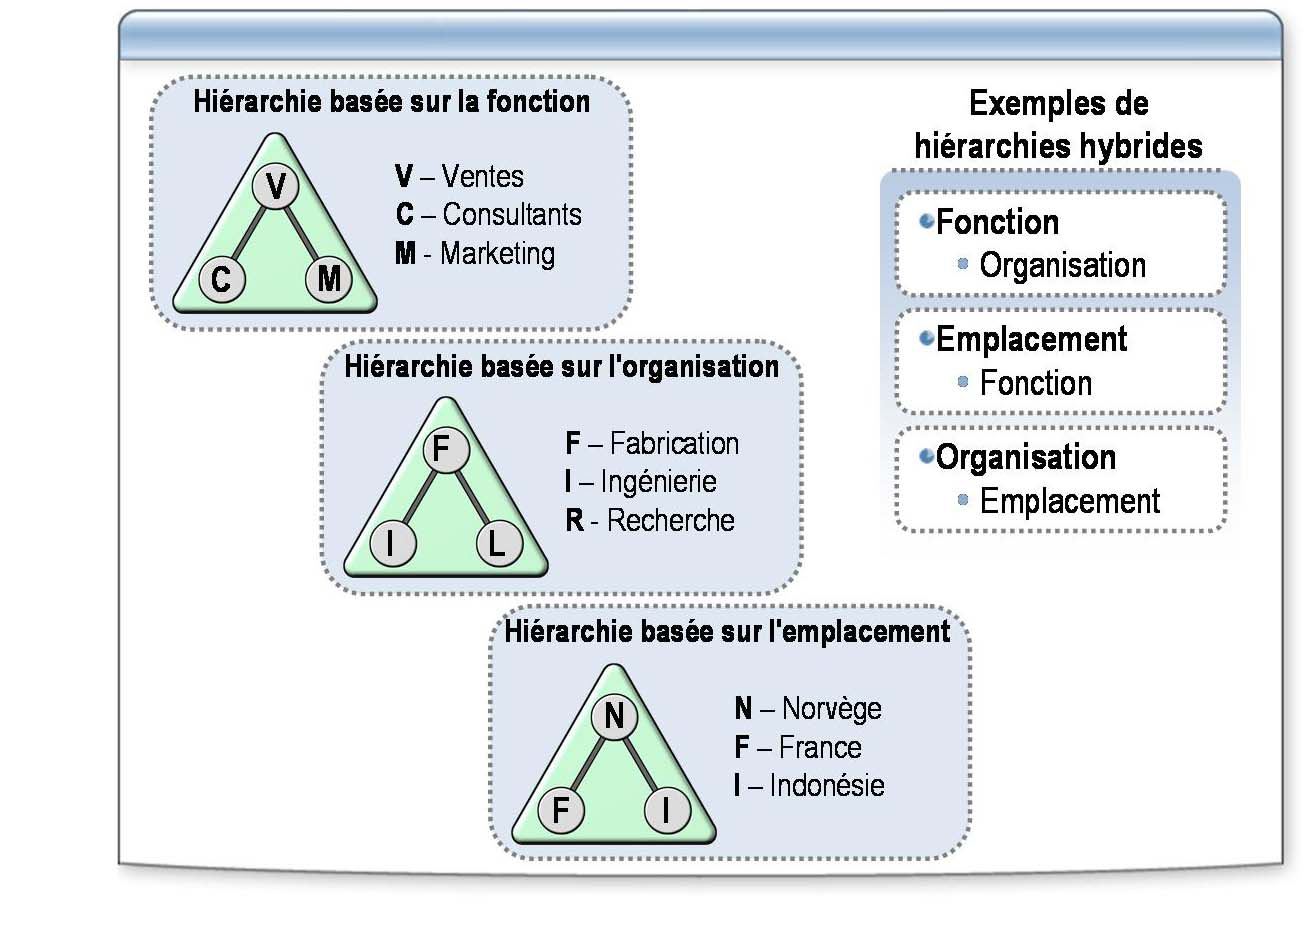 Hiérarchie basée sur la fonction
V
C
M
V – Ventes
C – Consultants
M - Marketing
Hiérarchie basée sur l'organisation
F
I
L
F – Fabrication
I – Ingénierie
R - Recherche
Hiérarchie basée sur l'emplacement
N
F
I
N – Norvège
F – France
I – Indonésie
Exemples de
hiérarchies hybrides
Fonction
Organisation
Emplacement
Fonction
Organisation
Emplacement